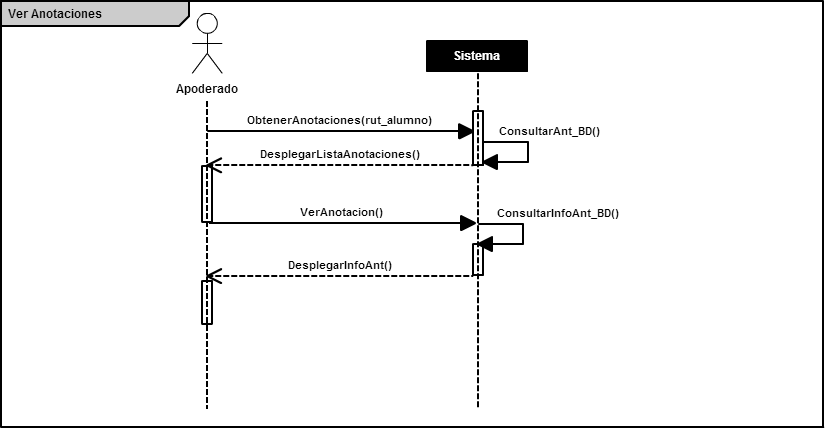 Ver Anotaciones
Sistema
Apoderado
ObtenerAnotaciones(rut_alumno)
ConsultarAnt_BD()
DesplegarListaAnotaciones()
VerAnotacion()
ConsultarInfoAnt_BD()
DesplegarInfoAnt()